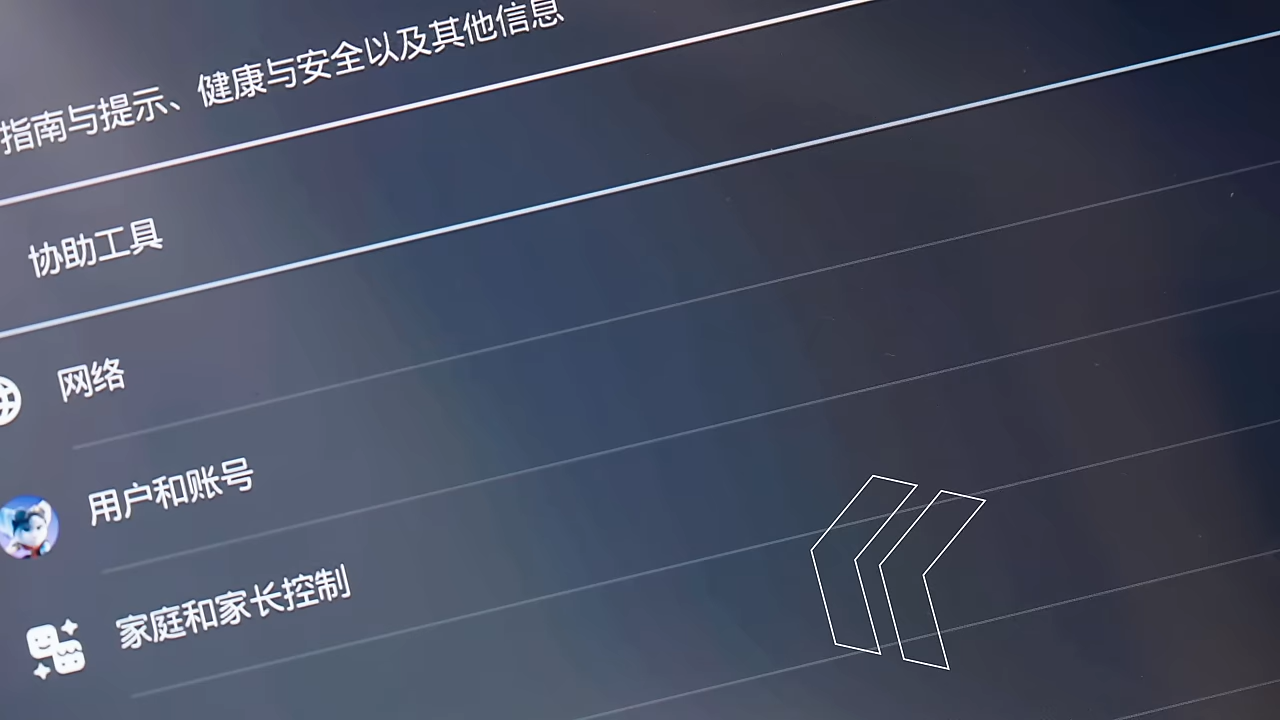 指南与提示、健康与安全以及其他信息
协助工具
网络
用户和账号
家庭和家长控制